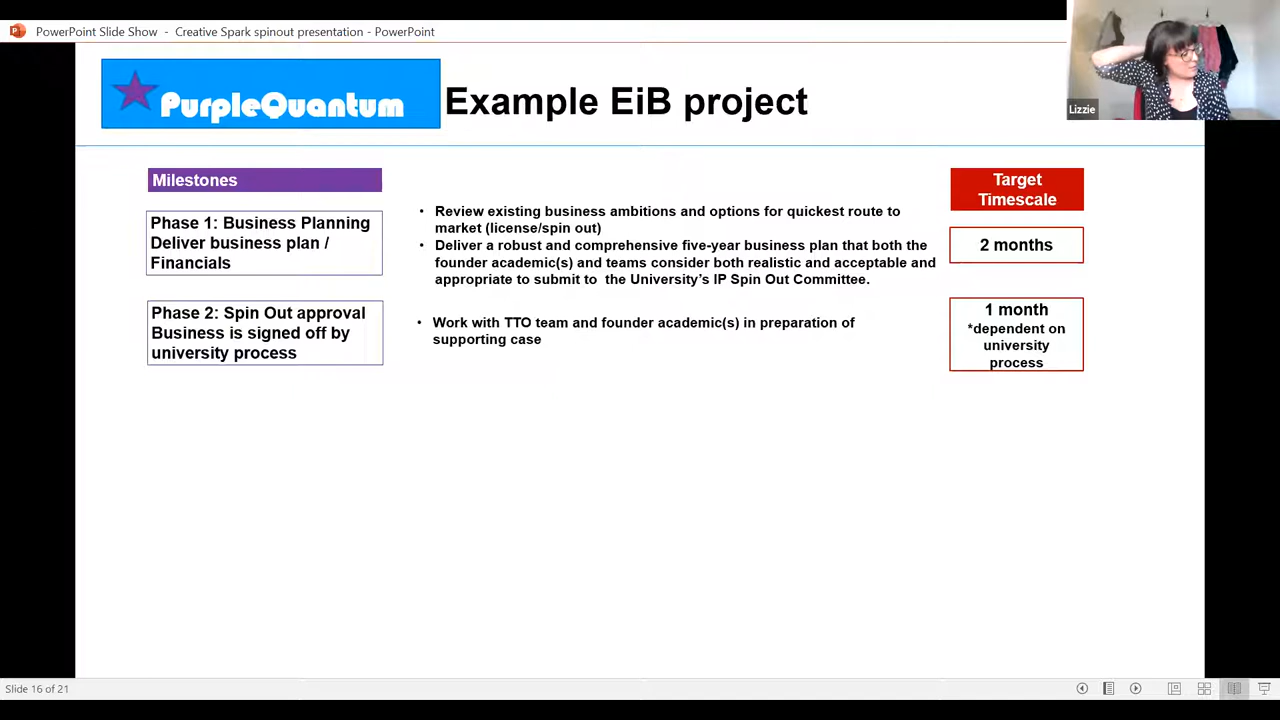 PowerPoint Slide Show - Creative Spark spinout presentation - PowerPoint
Lizzie
PurpleQuantum
Example EiB project
Milestones
Target
Timescale
Phase 1: Business Planning
Deliver business plan /
Financials
• Review existing business ambitions and options for quickest route to
market (license/spin out)
• Deliver a robust and comprehensive five-year business plan that both the
founder academic(s) and teams consider both realistic and acceptable and
appropriate to submit to the University's IP Spin Out Committee.
2 months
Phase 2: Spin Out approval
Business is signed off by
university process
• Work with TTO team and founder academic(s) in preparation of
supporting case
1 month
*dependent on
university
process
Slide 16 of 21